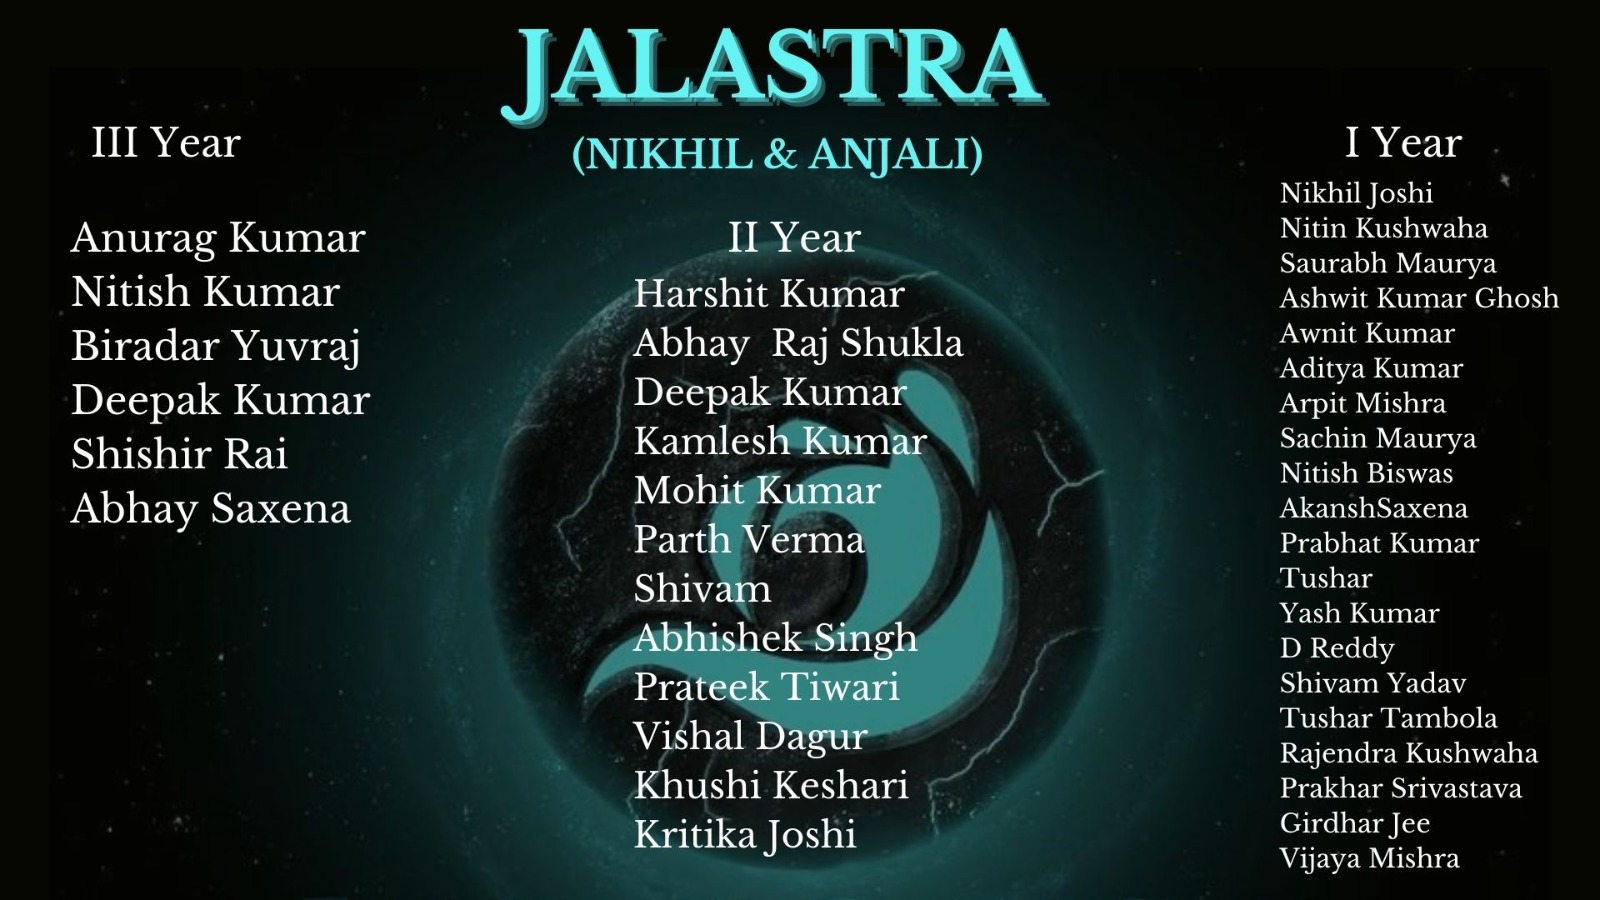 JALASTRA
(NIKHIL & ANJALI)
III Year
Anurag Kumar
Nitish Kumar
Biradar Yuvraj
Deepak Kumar
Shishir Rai
Abhay Saxena
II Year
Harshit Kumar
Abhay Raj Shukla
Deepak Kumar
Kamlesh Kumar
Mohit Kumar
Parth Verma
Shivam
Abhishek Singh
Prateek Tiwari
Vishal Dagur
Khushi Keshari
Kritika Joshi
I Year
Nikhil Joshi
Nitin Kushwaha
Saurabh Maurya
Ashwit Kumar Ghosh
Awnit Kumar
Aditya Kumar
Arpit Mishra
Sachin Maurya
Nitish Biswas
AkanshSaxena
Prabhat Kumar
Tushar
Yash Kumar
D Reddy
Shivam Yadav
Tushar Tambola
Rajendra Kushwaha
Prakhar Srivastava
Girdhar Jee
Vijaya Mishra